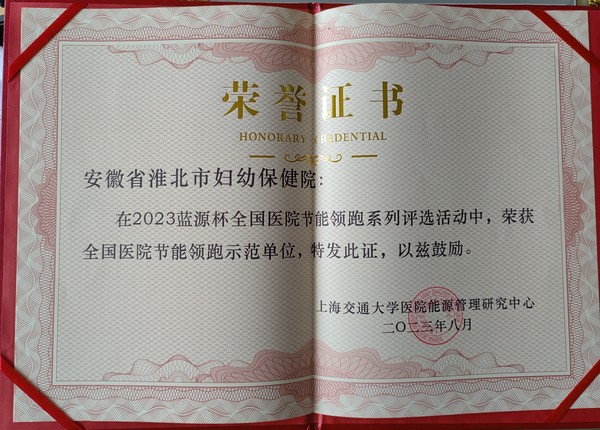 荣誉证书
HONORARY CREDENTIAL
安徽省淮北市妇幼保健院:
在2023蓝源杯全国医院节能领跑系列评选活动中，荣获
全国医院节能领跑示范单位，特发此证，以兹鼓励。
上海交通大学医院能源管理研究中心
二〇二三年八月